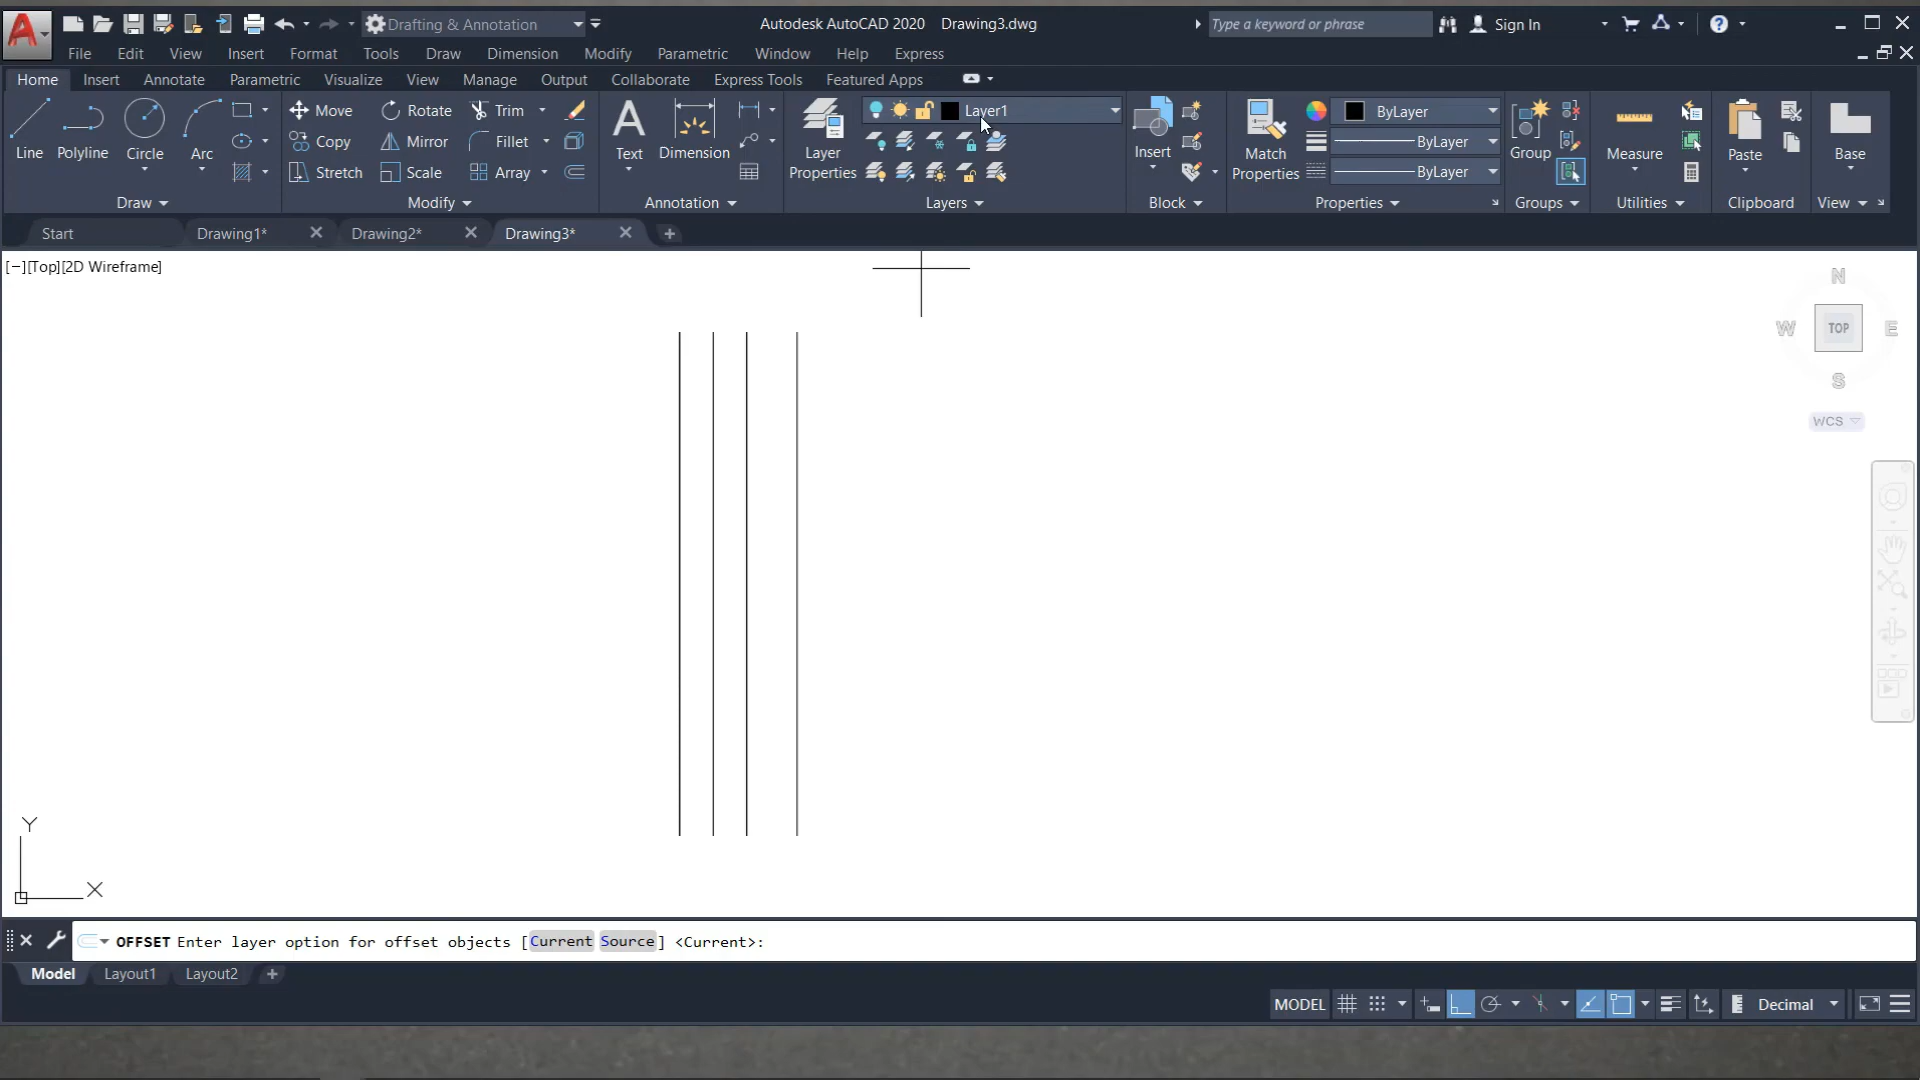 Drafting & Annotation
Autodesk AutoCAD 2020 Drawing3.dwg
Type a keyword or phrase
Sign In
File Edit View Insert Format Tools Draw Dimension Modify Parametric Window Help Express
Home Insert Annotate Parametric Visualize View Manage Output Collaborate Express Tools Featured Apps
Line
Polyline
Circle
Arc
Draw
Move
Rotate
Trim
Copy
Mirror
Fillet
Stretch
Scale
Array
Modify
Text
Dimension
Annotation
Layer
Properties
Layer1
Layers
Insert
Block
Match
Properties
ByLayer
ByLayer
ByLayer
Properties
Group
Groups
Measure
Utilities
Paste
Clipboard
Base
View
Start
Drawing1*
Drawing2*
Drawing3*
[−][Top][2D Wireframe]
N
W
TOP
E
S
WCS
Y
X
OFFSET Enter layer option for offset objects [Current Source] <Current>:
Model Layout1 Layout2
MODEL
Decimal